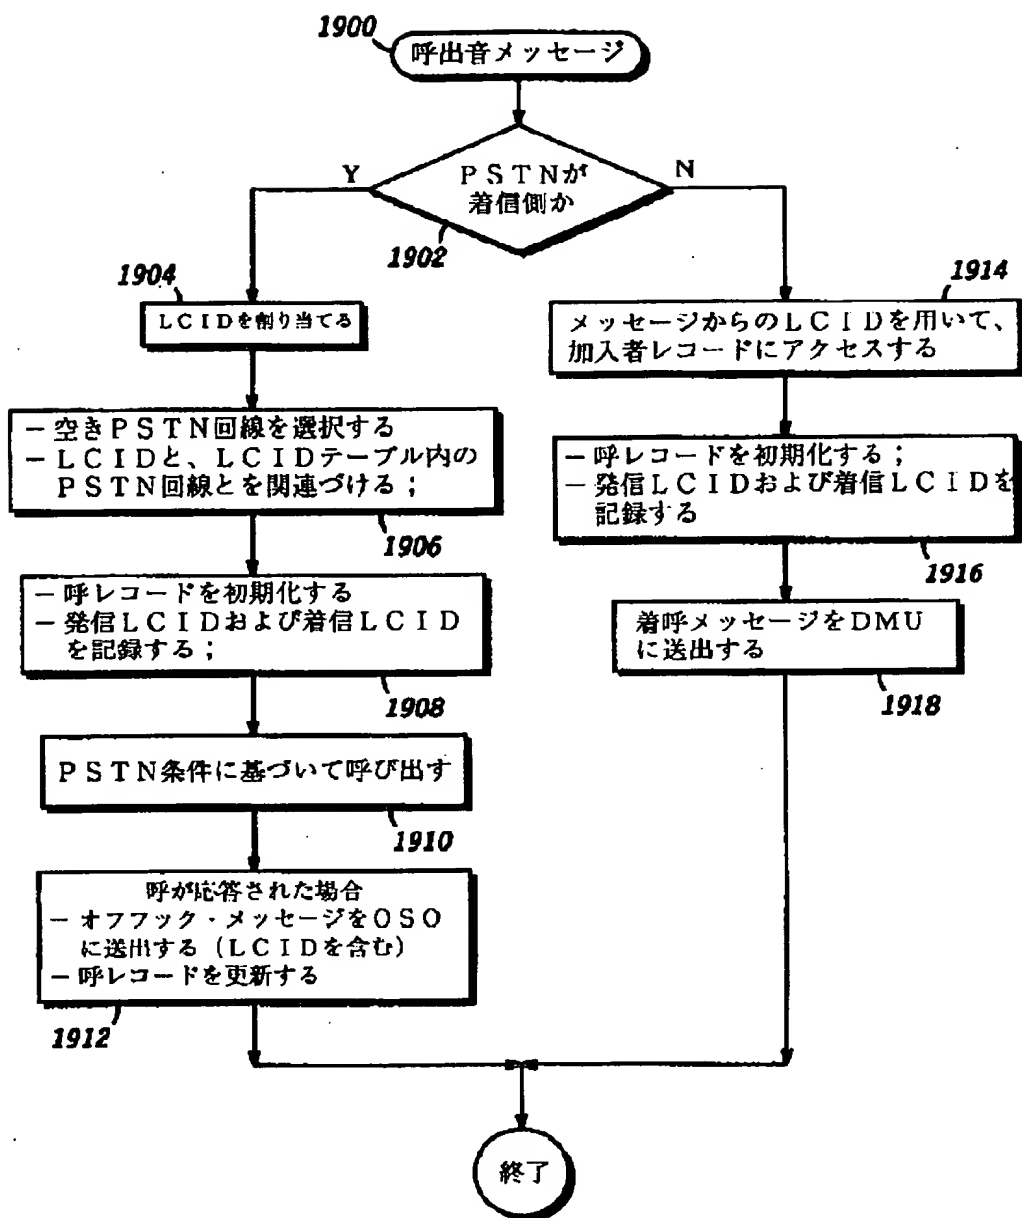 1900
呼出音メッセージ
PSTNが
着信側か
Y
N
1902
1904
LCIDを割り当てる
－空きPSTN回線を選択する
－LCIDと、LCIDテーブル内の
PSTN回線とを関連づける；
1906
－呼レコードを初期化する
－発信LCIDおよび着信LCID
を記録する；
1908
PSTN条件に基づいて呼び出す
1910
呼が応答された場合
－オフフック・メッセージをOSO
に送出する（LCIDを含む）
－呼レコードを更新する
1912
1914
メッセージからのLCIDを用いて、
加入者レコードにアクセスする
－呼レコードを初期化する；
－発信LCIDおよび着信LCIDを
記録する
1916
着呼メッセージをDMU
に送出する
1918
終了